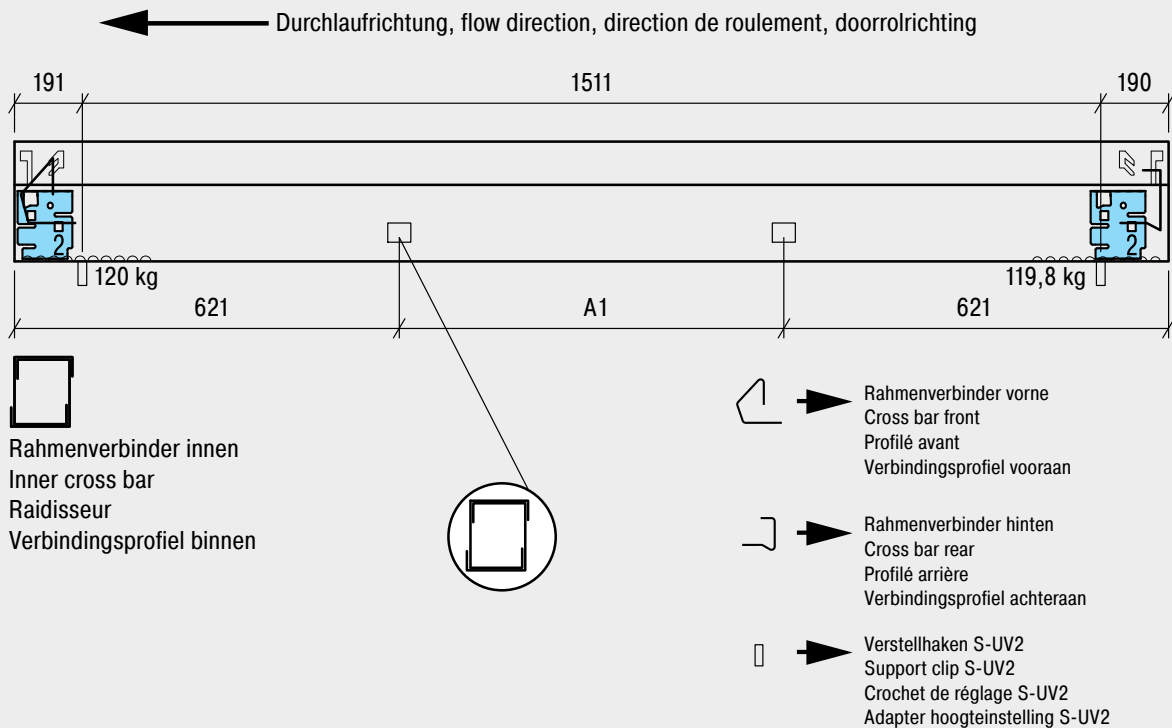 Durchlaufrichtung, flow direction, direction de roulement, doorrolrichting
191
1511
190
2
2
120 kg
119,8 kg
621
A1
621
Rahmenverbinder innen
Inner cross bar
Raidisseur
Verbindingsprofiel binnen
Rahmenverbinder vorne
Cross bar front
Profilé avant
Verbindingsprofiel vooraan
Rahmenverbinder hinten
Cross bar rear
Profilé arrière
Verbindingsprofiel achteraan
Verstellhaken S-UV2
Support clip S-UV2
Crochet de réglage S-UV2
Adapter hoogteinstelling S-UV2